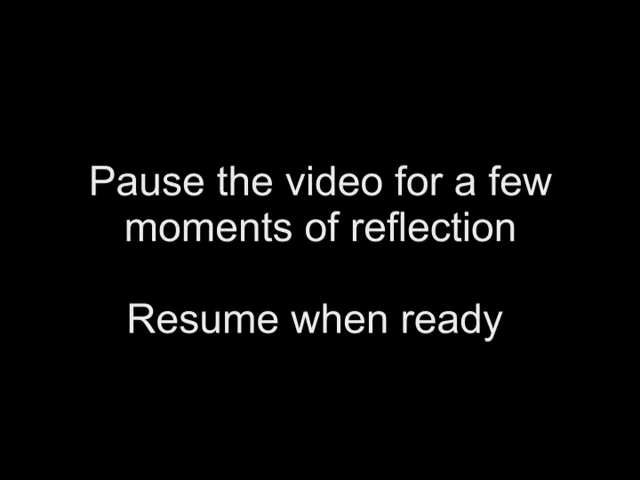 Pause the video for a few
moments of reflection
Resume when ready